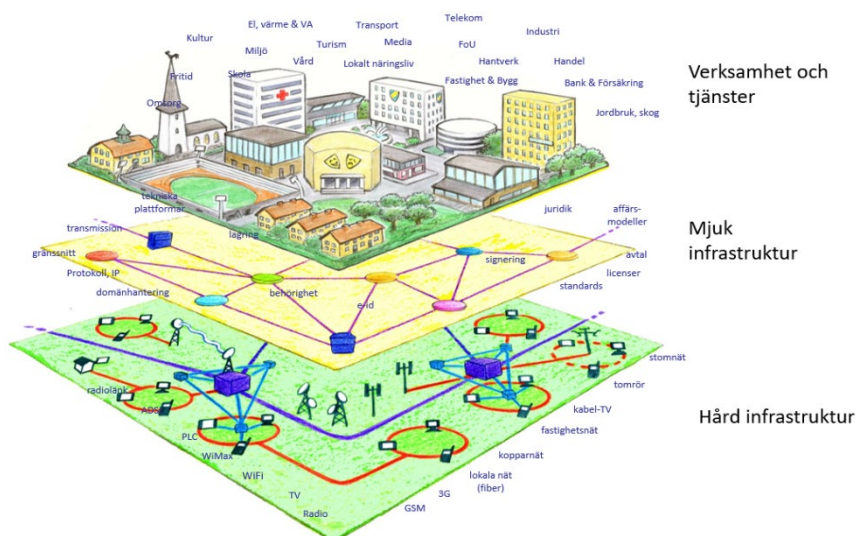 Telekom
El, värme & VA
Transport
Industri
Kultur
Turism
Media
FoU
Miljö
Hantverk
Handel
Vård
Lokalt näringsliv
Verksamhet och
tjänster
Fritid
Skola
Fastighet & Bygg
Bank & Försäkring
Omsorg
Jordbruk, skog
tekniska
plattformar
juridik
affärs-
modeller
transmission
lagring
Mjuk
infrastruktur
gränssnitt
signering
avtal
Protokoll, IP
licenser
behörighet
standards
domänhantering
e-id
stomnät
radiolänk
tomrör
ADSL
kabel-TV
Hård infrastruktur
PLC
fastighetsnät
WiMax
kopparnät
WiFi
lokala nät
(fiber)
TV
3G
Radio
GSM